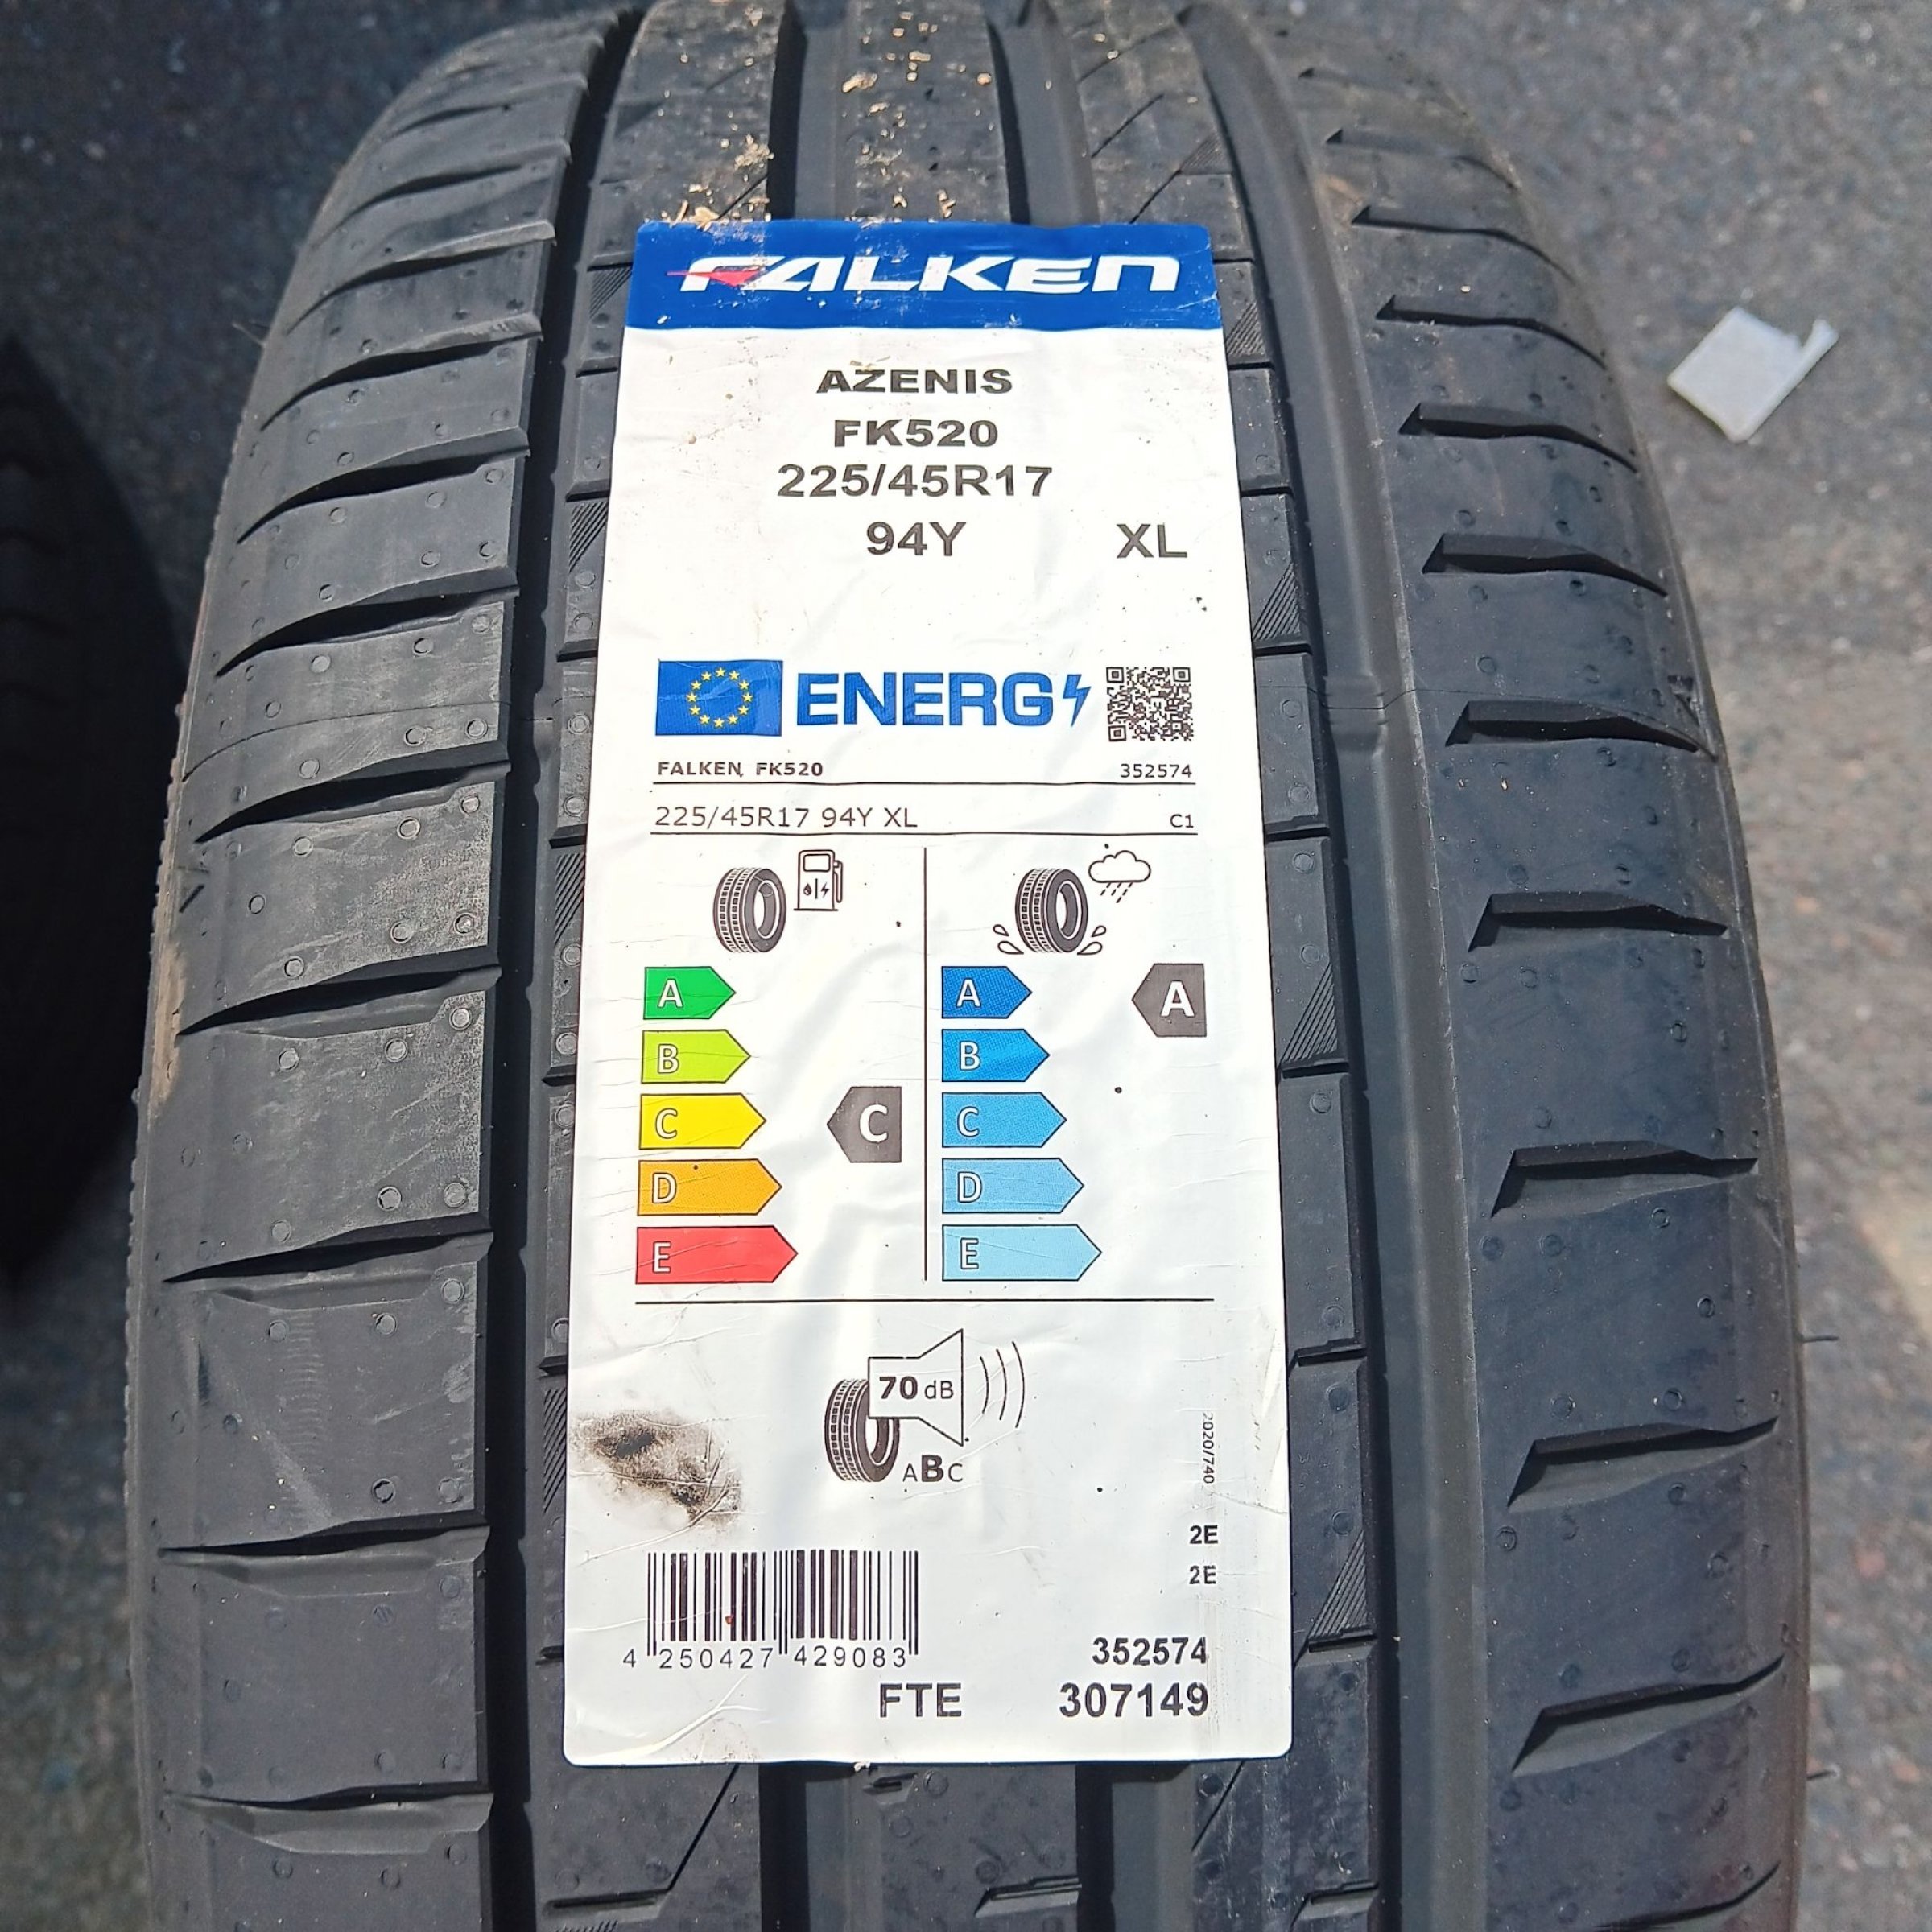 FALKEN
AZENIS
FK520
225/45R17
94Y XL
ENERG
FALKEN, FK520 352574
225/45R17 94Y XL C1
A A A
B B
C C C
D D
E E
70 dB
ABC
2020/740
2E
2E
4 250427 429083
352574
FTE 307149